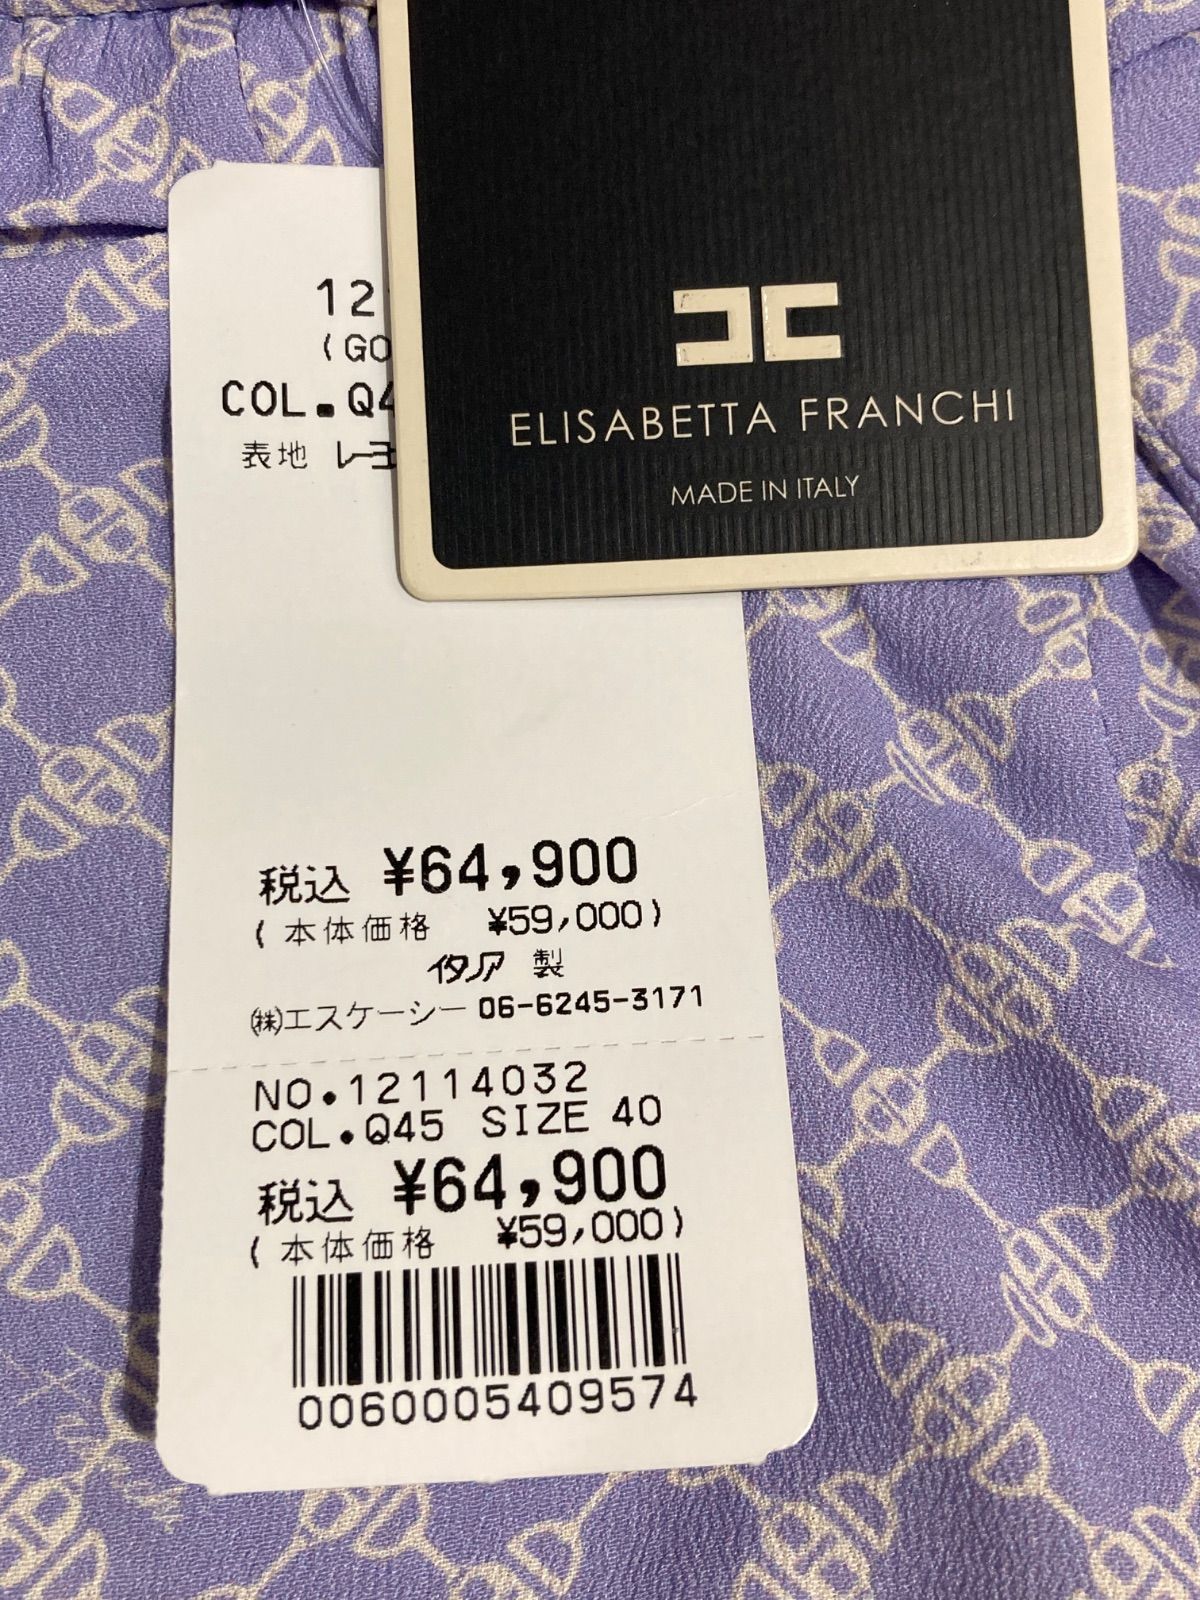 ELISABETTA FRANCHI
MADE IN ITALY
12
(GO
COL.Q4
表地 レーヨ
税込 ¥64,900
(本体価格 ¥59,000)
イタリア 製
㈱エスケーシー 06-6245-3171
NO.12114032
COL.Q45 SIZE 40
税込 ¥64,900
(本体価格 ¥59,000)
0060005409574